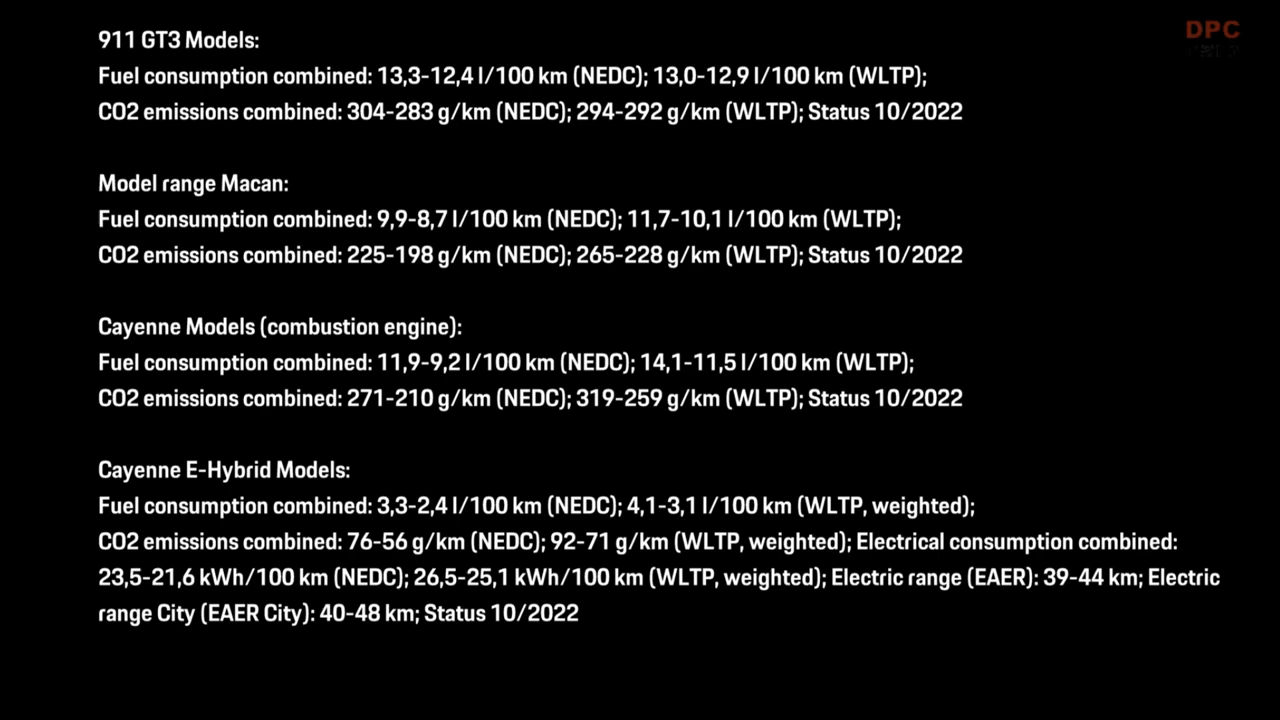 DPC
911 GT3 Models:
Fuel consumption combined: 13,3-12,4 l/100 km (NEDC); 13,0-12,9 l/100 km (WLTP);
CO2 emissions combined: 304-283 g/km (NEDC); 294-292 g/km (WLTP); Status 10/2022
Model range Macan:
Fuel consumption combined: 9,9-8,7 l/100 km (NEDC); 11,7-10,1 l/100 km (WLTP);
CO2 emissions combined: 225-198 g/km (NEDC); 265-228 g/km (WLTP); Status 10/2022
Cayenne Models (combustion engine):
Fuel consumption combined: 11,9-9,2 l/100 km (NEDC); 14,1-11,5 l/100 km (WLTP);
CO2 emissions combined: 271-210 g/km (NEDC); 319-259 g/km (WLTP); Status 10/2022
Cayenne E-Hybrid Models:
Fuel consumption combined: 3,3-2,4 l/100 km (NEDC); 4,1-3,1 l/100 km (WLTP, weighted);
CO2 emissions combined: 76-56 g/km (NEDC); 92-71 g/km (WLTP, weighted); Electrical consumption combined:
23,5-21,6 kWh/100 km (NEDC); 26,5-25,1 kWh/100 km (WLTP, weighted); Electric range (EAER): 39-44 km; Electric
range City (EAER City): 40-48 km; Status 10/2022